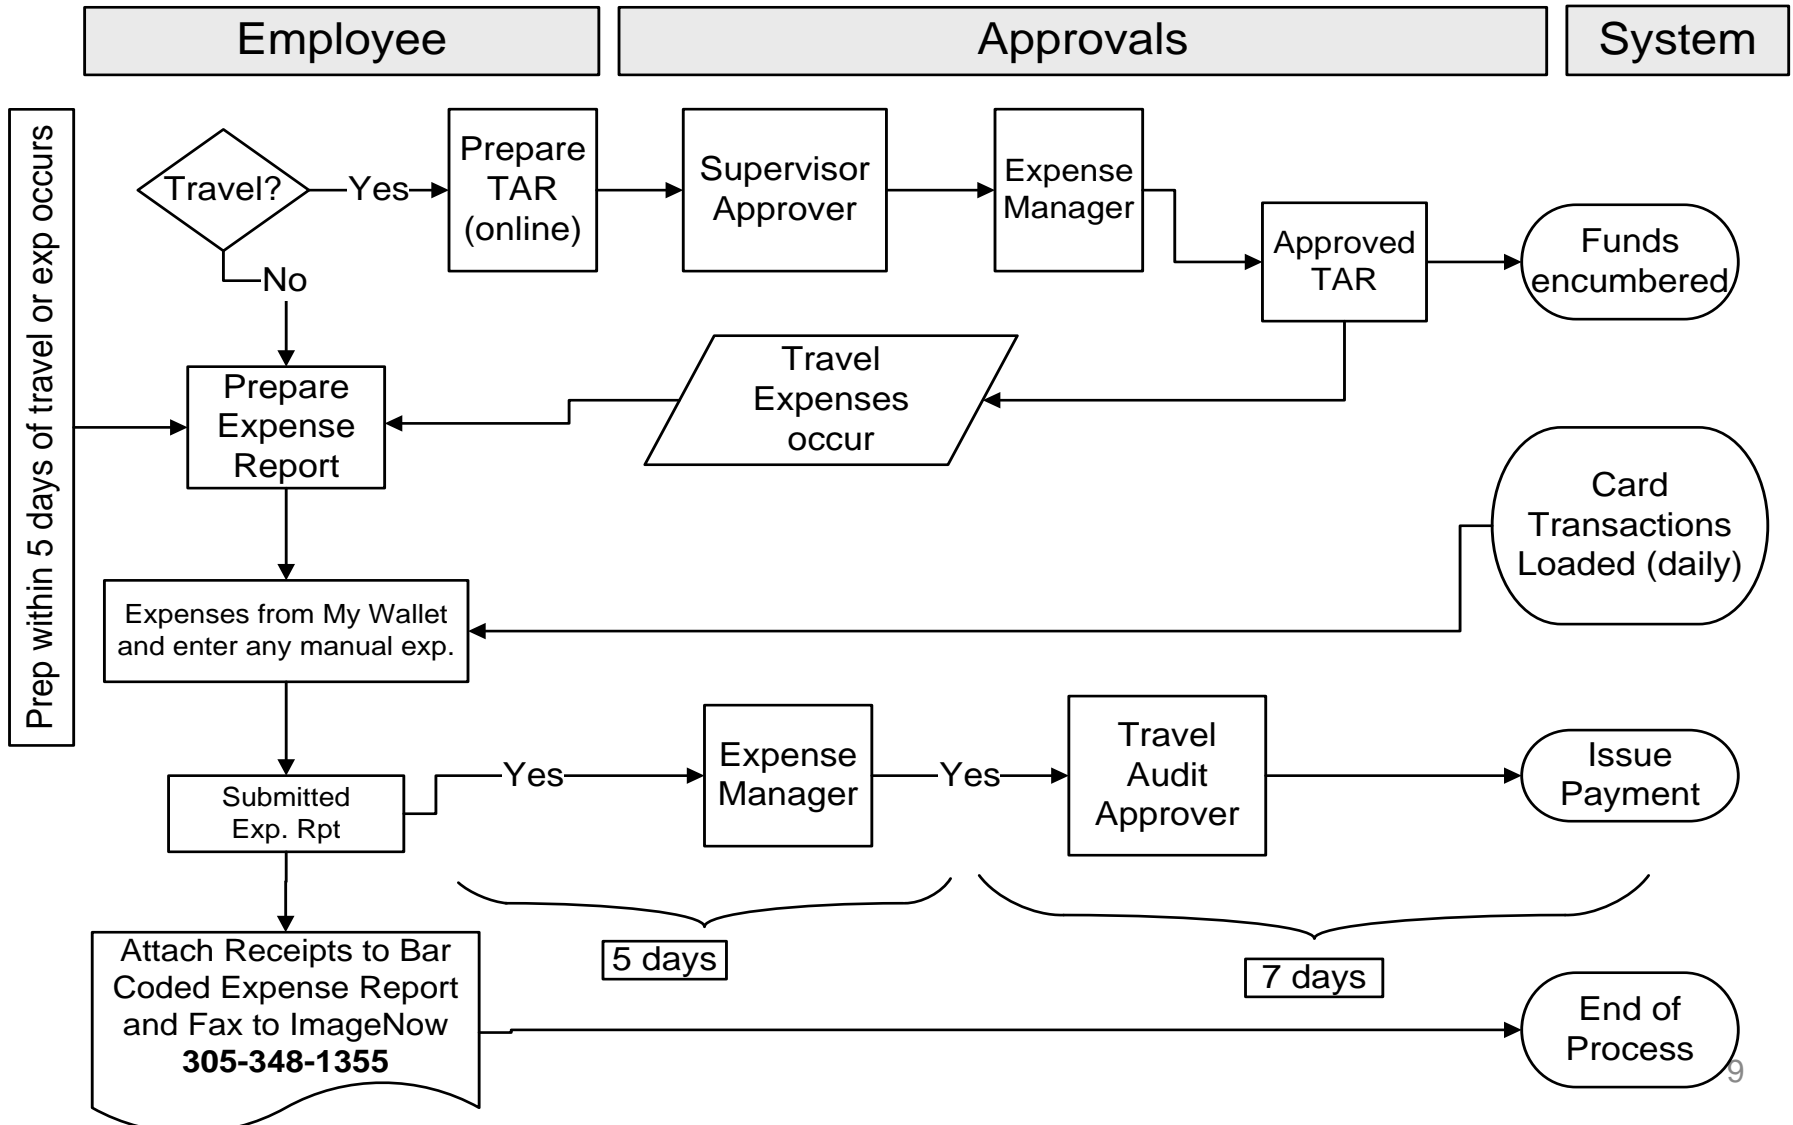 Employee
Approvals
System
Prep within 5 days of travel or exp occurs
Travel?
Yes
Prepare
TAR
(online)
Supervisor
Approver
Expense
Manager
Approved
TAR
Funds
encumbered
No
Prepare
Expense
Report
Travel
Expenses
occur
Card
Transactions
Loaded (daily)
Expenses from My Wallet
and enter any manual exp.
Submitted
Exp. Rpt
Yes
Expense
Manager
Yes
Travel
Audit
Approver
Issue
Payment
5 days
7 days
Attach Receipts to Bar
Coded Expense Report
and Fax to ImageNow
305-348-1355
End of
Process
9